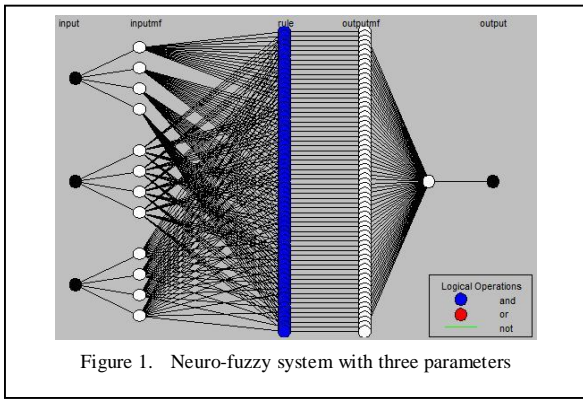 input inputmf rule outputmf output
Logical Operations
and
or
not
Figure 1. Neuro-fuzzy system with three parameters